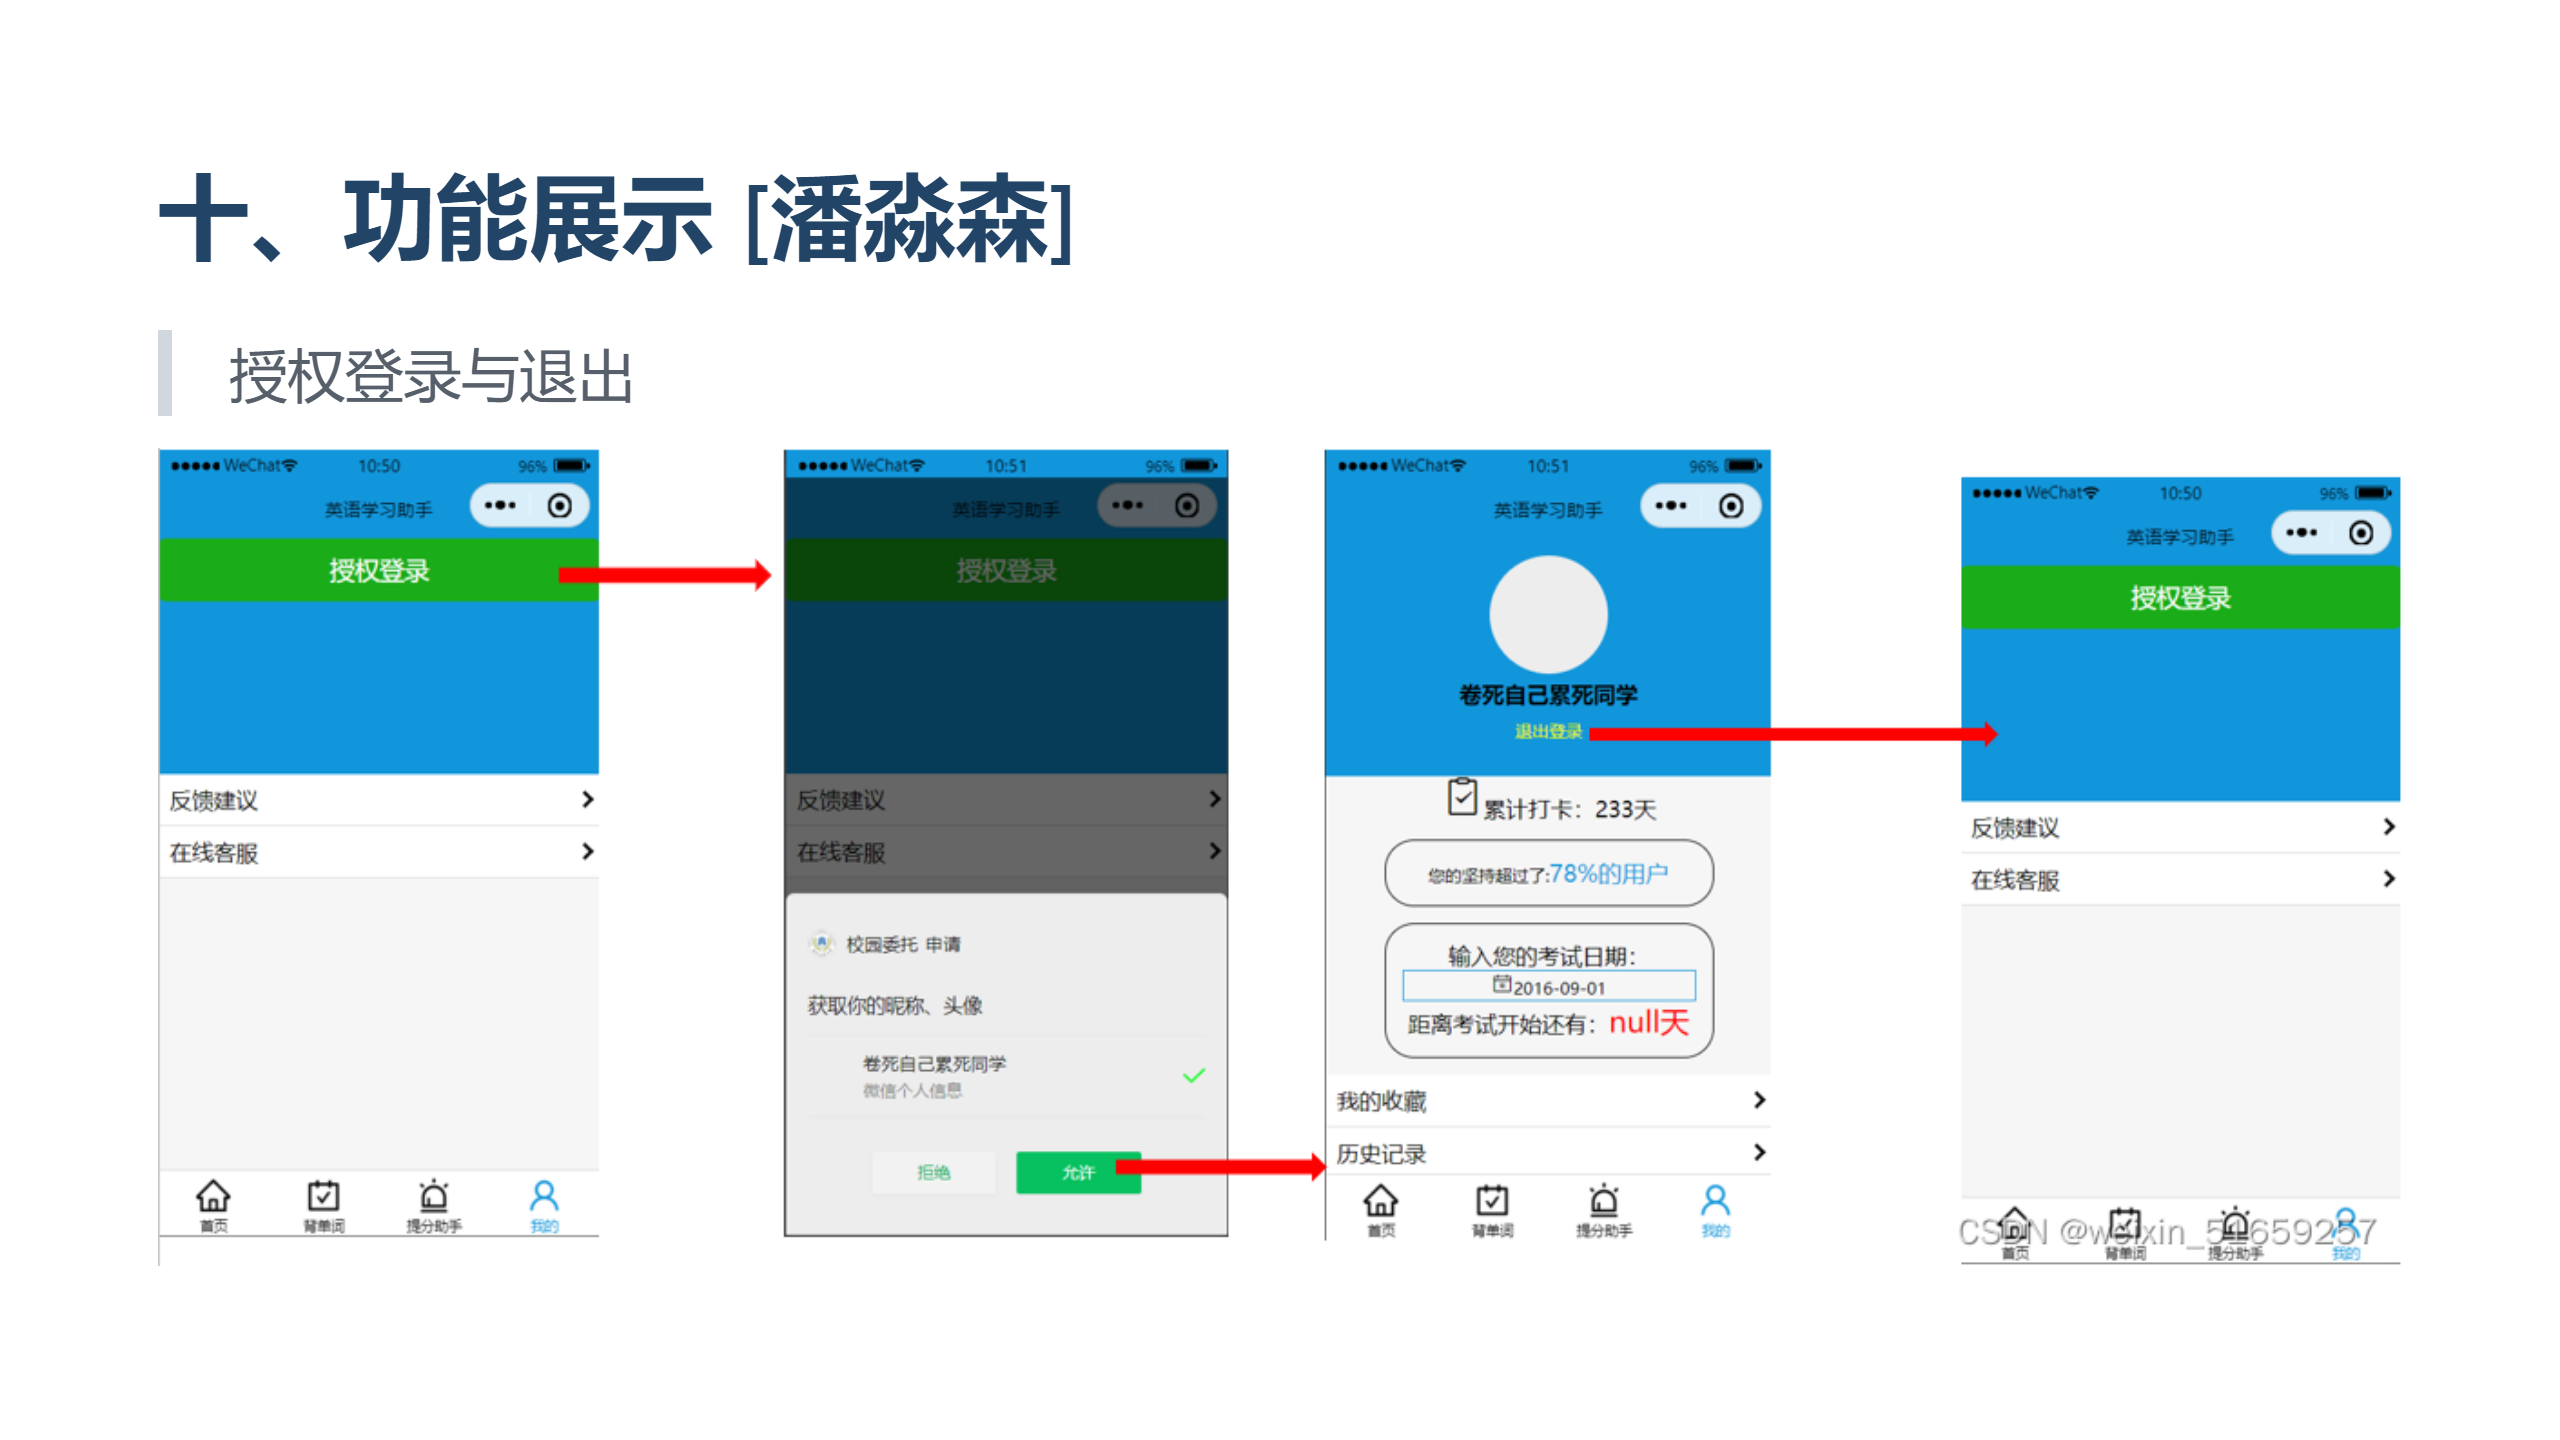 十、功能展示 [潘淼森]
授权登录与退出
WeChat 10:50 96%
英语学习助手
授权登录
反馈建议
在线客服
首页 背单词 提分助手 我的
WeChat 10:51 96%
英语学习助手
授权登录
反馈建议
在线客服
校园委托 申请
获取你的昵称、头像
卷死自己累死同学
微信个人信息
拒绝 允许
WeChat 10:51 96%
英语学习助手
卷死自己累死同学
退出登录
累计打卡：233天
您的坚持超过了:78%的用户
输入您的考试日期：
2016-09-01
距离考试开始还有：null天
我的收藏
历史记录
首页 背单词 提分助手 我的
WeChat 10:50 96%
英语学习助手
授权登录
反馈建议
在线客服
首页 背单词 提分助手 我的
CSDN @weixin_51659257